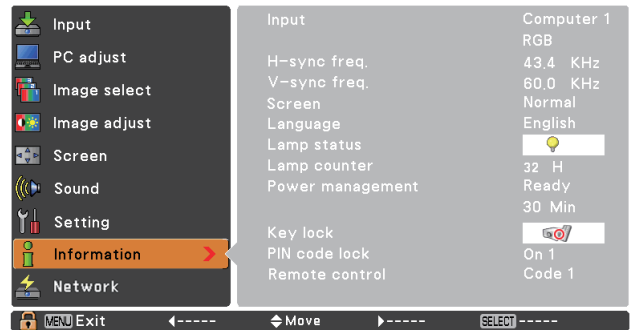 Input
PC adjust
Image select
Image adjust
Screen
Sound
Setting
Information
Network
Input Computer 1
RGB
H-sync freq. 43.4 KHz
V-sync freq. 60.0 KHz
Screen Normal
Language English
Lamp status
Lamp counter 32 H
Power management Ready
30 Min
Key lock
PIN code lock On 1
Remote control Code 1
MENU Exit ----- Move ----- SELECT -----